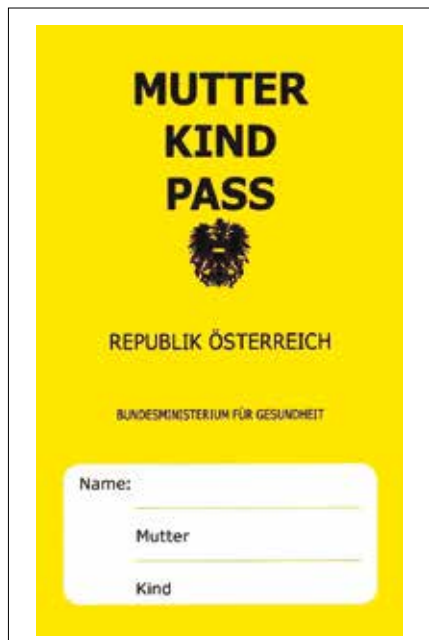 MUTTER
KIND
PASS
REPUBLIK ÖSTERREICH
BUNDESMINISTERIUM FÜR GESUNDHEIT
Name:
Mutter
Kind